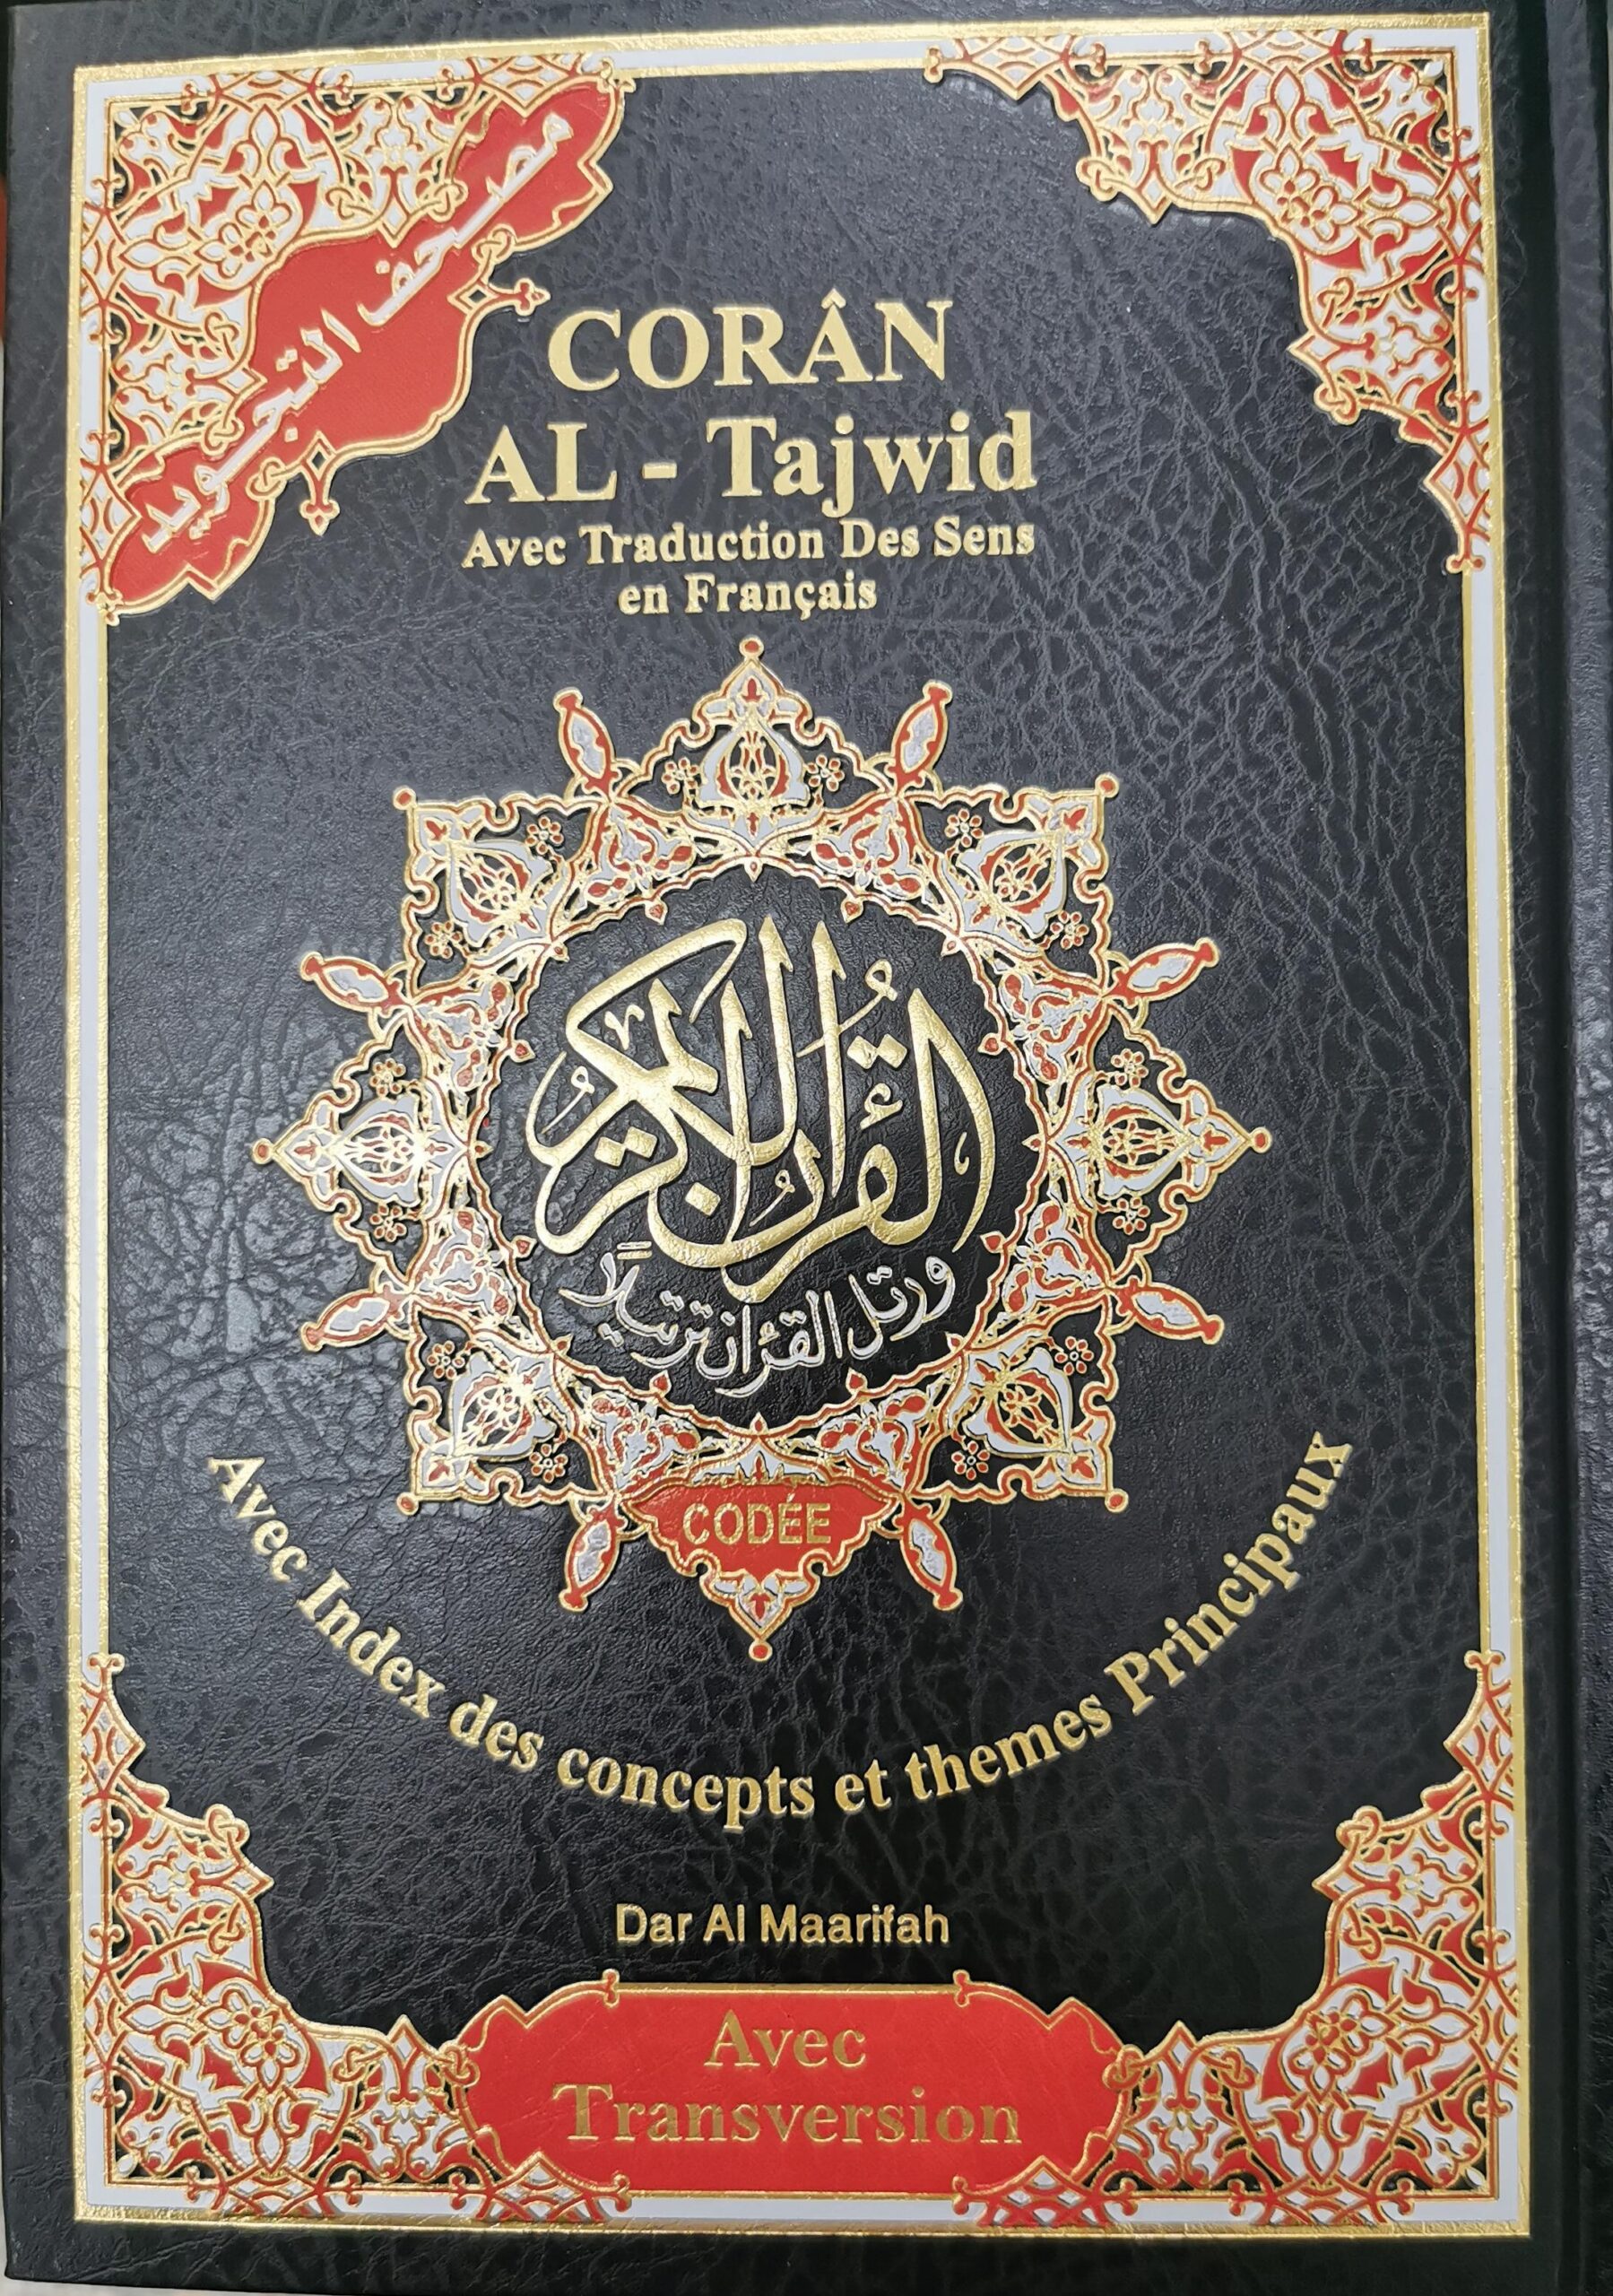 مصحف التجويد
CORÂN
AL - Tajwid
Avec Traduction Des Sens
en Français
القرآن الكريم
ورتل القرءان ترتيلا
CODÉE
Avec Index des concepts et themes Principaux
Dar Al Maarifah
Avec
Transversion